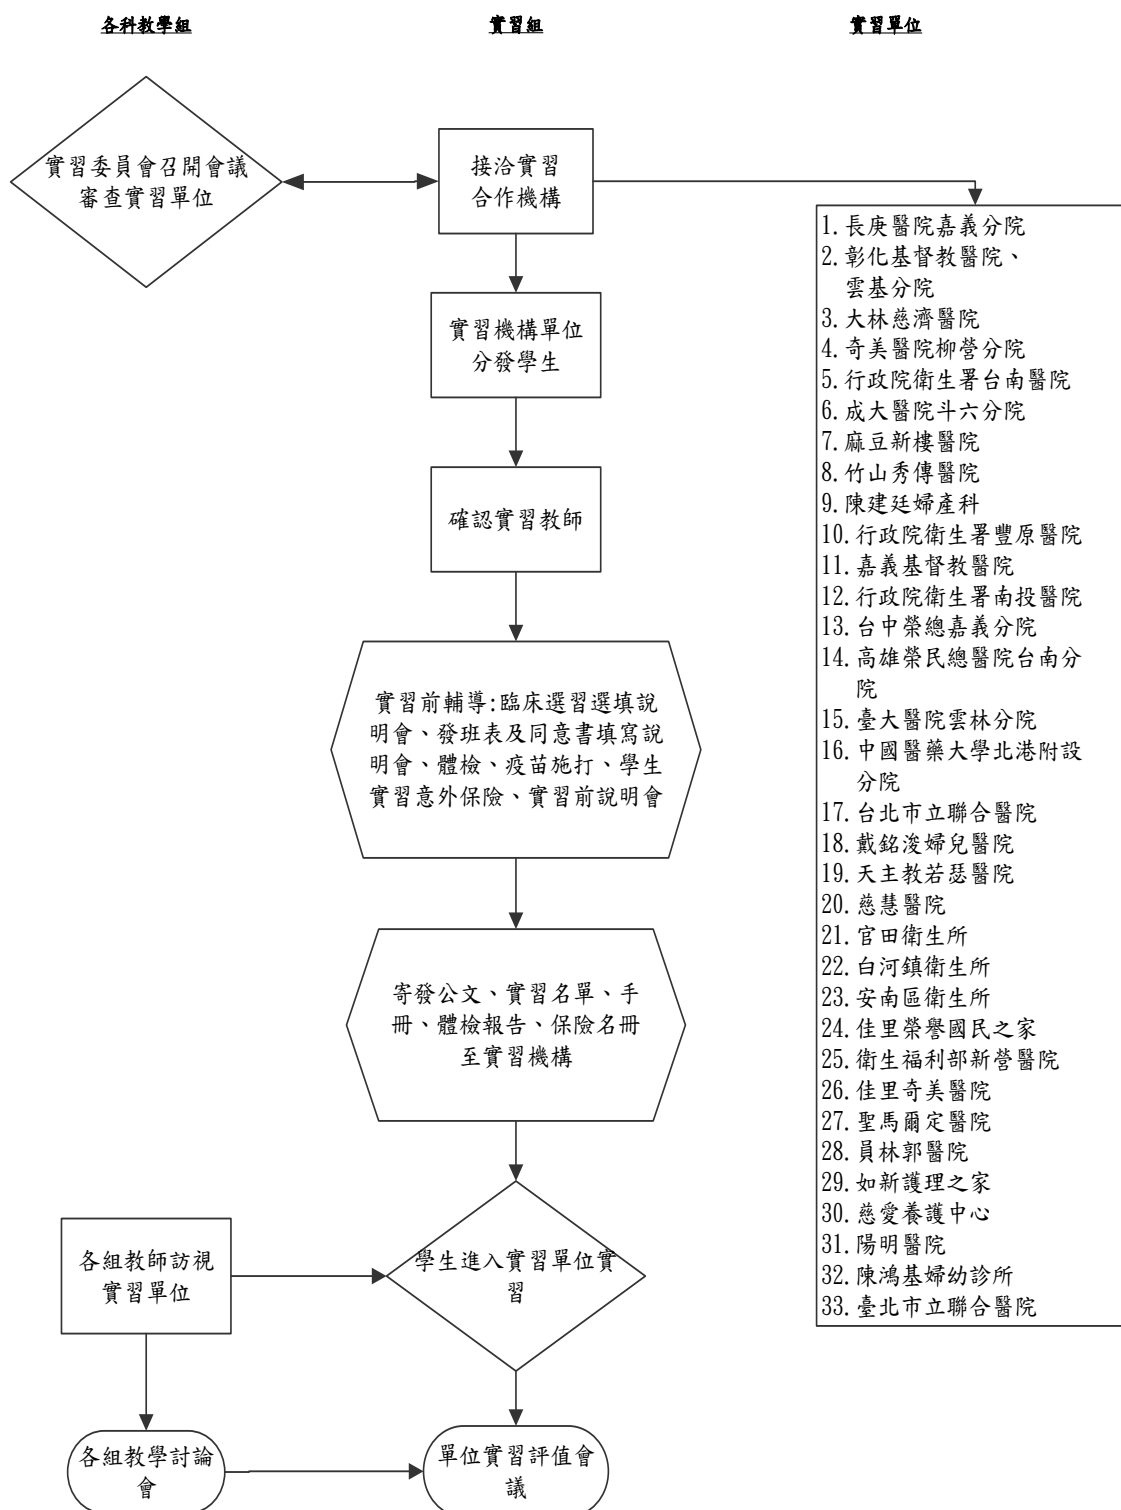 各科教學組
實習組
實習單位
實習委員會召開會議
審查實習單位
接洽實習
合作機構
實習機構單位
分發學生
確認實習教師
實習前輔導:臨床選習選填說
明會、發班表及同意書填寫說
明會、體檢、疫苗施打、學生
實習意外保險、實習前說明會
寄發公文、實習名單、手
冊、體檢報告、保險名冊
至實習機構
各組教師訪視
實習單位
學生進入實習單位實
習
各組教學討論
會
單位實習評值會
議
1.長庚醫院嘉義分院
2.彰化基督教醫院、
雲基分院
3.大林慈濟醫院
4.奇美醫院柳營分院
5.行政院衛生署台南醫院
6.成大醫院斗六分院
7.麻豆新樓醫院
8.竹山秀傳醫院
9.陳建廷婦產科
10.行政院衛生署豐原醫院
11.嘉義基督教醫院
12.行政院衛生署南投醫院
13.台中榮總嘉義分院
14.高雄榮民總醫院台南分
院
15.臺大醫院雲林分院
16.中國醫藥大學北港附設
分院
17.台北市立聯合醫院
18.戴銘浚婦兒醫院
19.天主教若瑟醫院
20.慈慧醫院
21.官田衛生所
22.白河鎮衛生所
23.安南區衛生所
24.佳里榮譽國民之家
25.衛生福利部新營醫院
26.佳里奇美醫院
27.聖馬爾定醫院
28.員林郭醫院
29.如新護理之家
30.慈愛養護中心
31.陽明醫院
32.陳鴻基婦幼診所
33.臺北市立聯合醫院